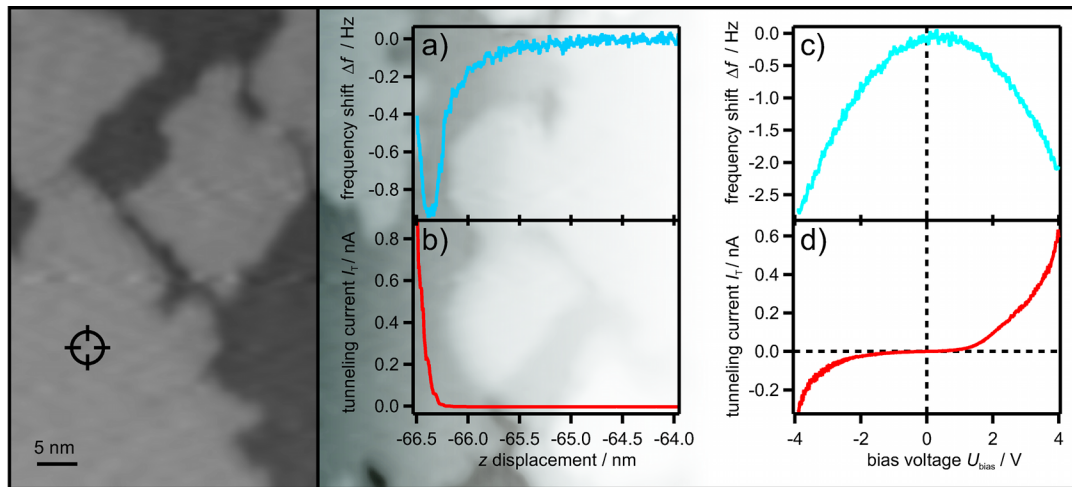 5 nm
a)
frequency shift Δf / Hz
0.0
-0.2
-0.4
-0.6
-0.8
b)
tunneling current I_T / nA
0.8
0.6
0.4
0.2
0.0
-66.5 -66.0 -65.5 -65.0 -64.5 -64.0
z displacement / nm
c)
frequency shift Δf / Hz
0.0
-0.5
-1.0
-1.5
-2.0
-2.5
d)
tunneling current I_T / nA
0.6
0.4
0.2
0.0
-0.2
-4 -2 0 2 4
bias voltage U_bias / V